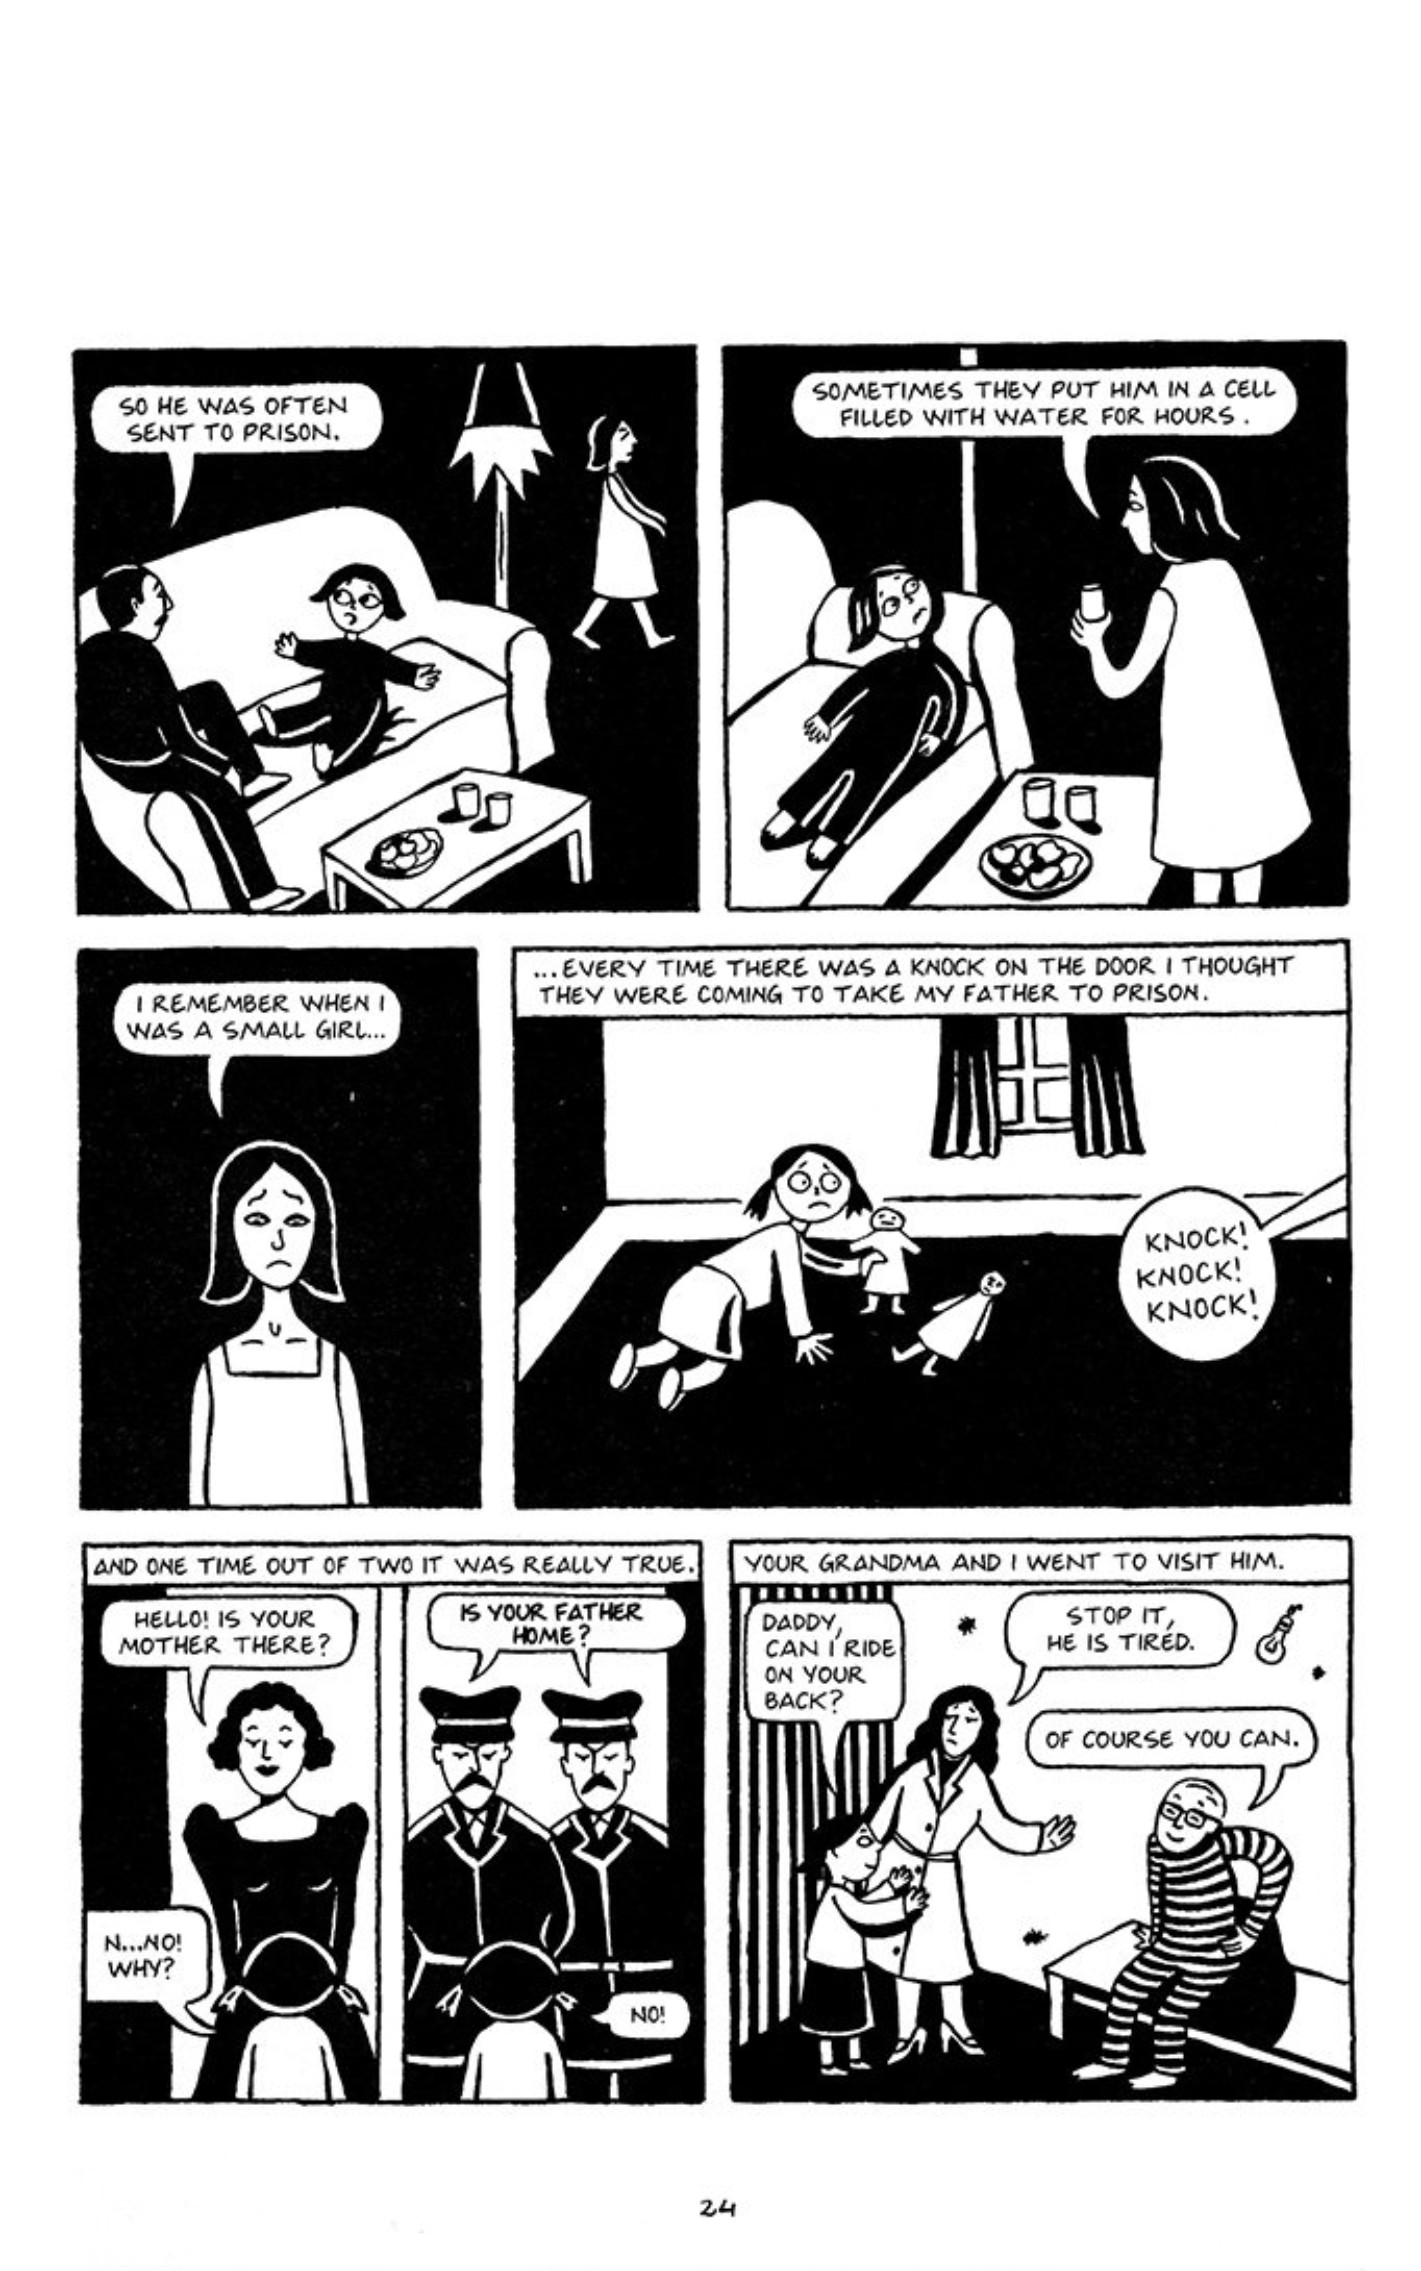 SO HE WAS OFTEN
SENT TO PRISON.
SOMETIMES THEY PUT HIM IN A CELL
FILLED WITH WATER FOR HOURS.
I REMEMBER WHEN I
WAS A SMALL GIRL...
...EVERY TIME THERE WAS A KNOCK ON THE DOOR I THOUGHT
THEY WERE COMING TO TAKE MY FATHER TO PRISON.
KNOCK!
KNOCK!
KNOCK!
AND ONE TIME OUT OF TWO IT WAS REALLY TRUE.
HELLO! IS YOUR
MOTHER THERE?
N...NO!
WHY?
IS YOUR FATHER
HOME?
NO!
YOUR GRANDMA AND I WENT TO VISIT HIM.
DADDY,
CAN I RIDE
ON YOUR
BACK?
STOP IT,
HE IS TIRED.
OF COURSE YOU CAN.
24